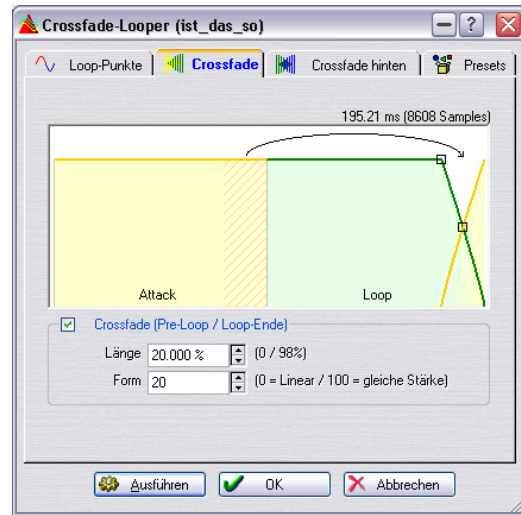 Crossfade-Looper (ist_das_so)
Loop-Punkte Crossfade Crossfade hinten Presets
195.21 ms (8608 Samples)
Attack Loop
Crossfade (Pre-Loop / Loop-Ende)
Länge 20.000 % (0 / 98%)
Form 20 (0 = Linear / 100 = gleiche Stärke)
Ausführen OK Abbrechen